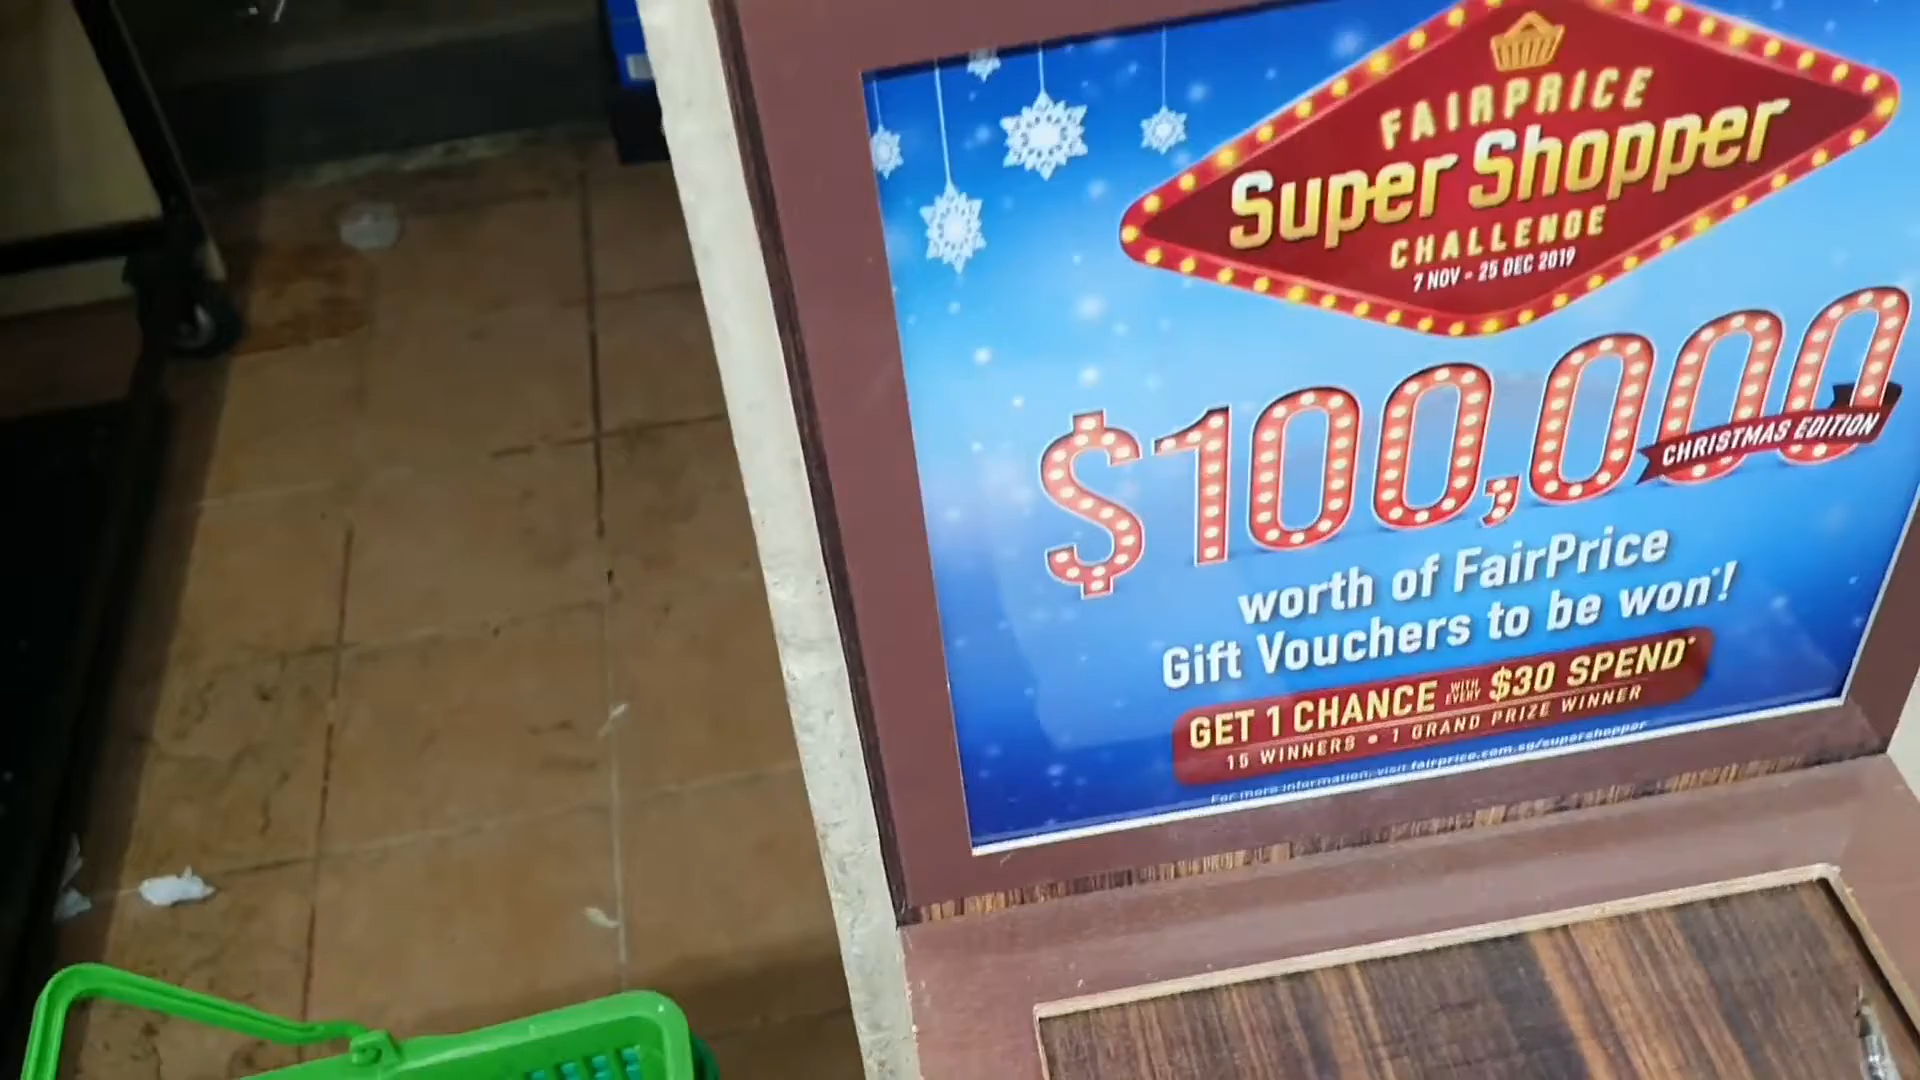 FAIRPRICE
Super Shopper
CHALLENGE
7 NOV - 25 DEC 2019
$100,000
CHRISTMAS EDITION
worth of FairPrice
Gift Vouchers to be won*!
GET 1 CHANCE WITH EVERY $30 SPEND*
15 WINNERS • 1 GRAND PRIZE WINNER
For more information, visit fairprice.com.sg/supershopper